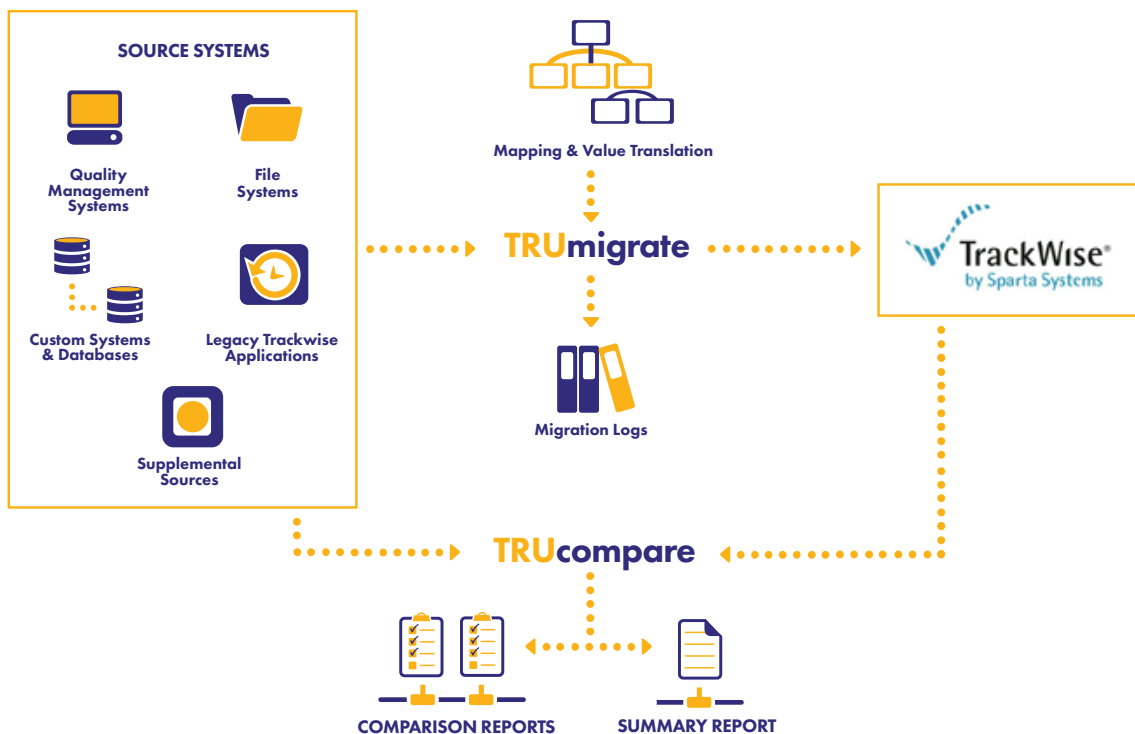 SOURCE SYSTEMS
Quality
Management
Systems
File
Systems
Custom Systems
& Databases
Legacy Trackwise
Applications
Supplemental
Sources
Mapping & Value Translation
TRUmigrate
Migration Logs
TrackWise®
by Sparta Systems
TRUcompare
COMPARISON REPORTS
SUMMARY REPORT